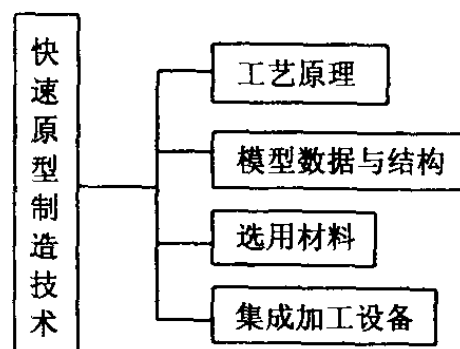 快速原型制造技术
工艺原理
模型数据与结构
选用材料
集成加工设备